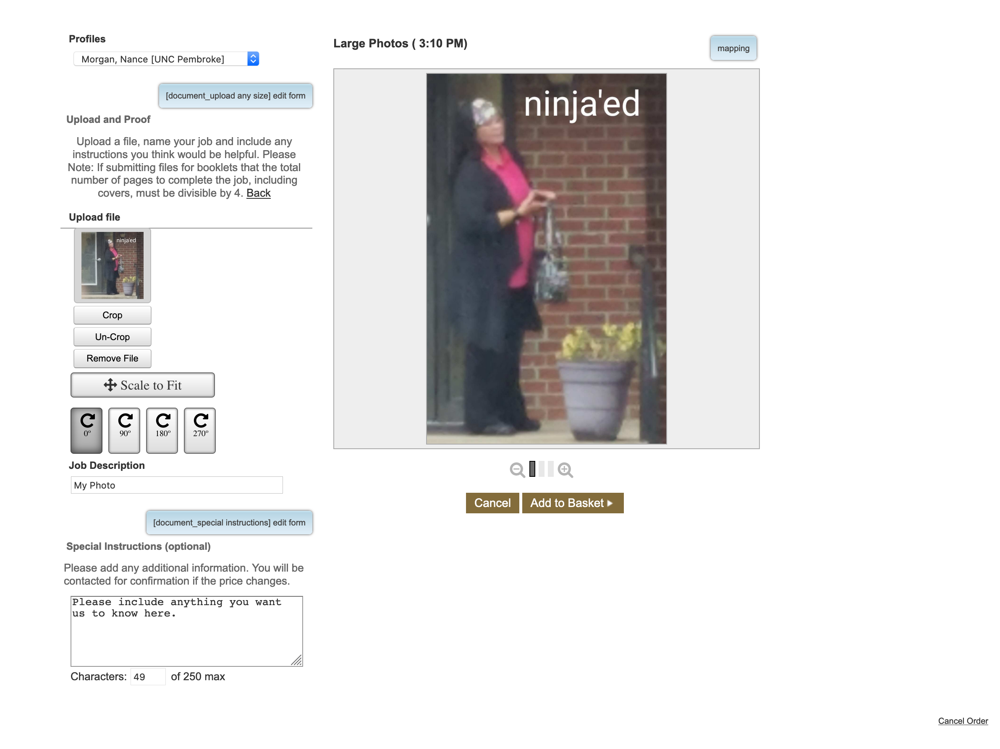 Profiles
Morgan, Nance [UNC Pembroke]
[document_upload any size] edit form
Upload and Proof
Upload a file, name your job and include any
instructions you think would be helpful. Please
Note: If submitting files for booklets that the total
number of pages to complete the job, including
covers, must be divisible by 4. Back
Upload file
ninja'ed
Crop
Un-Crop
Remove File
Scale to Fit
0º
90º
180º
270º
Job Description
My Photo
[document_special instructions] edit form
Special Instructions (optional)
Please add any additional information. You will be
contacted for confirmation if the price changes.
Please include anything you want
us to know here.
Characters: 49 of 250 max
Large Photos ( 3:10 PM)
mapping
ninja'ed
Cancel
Add to Basket
Cancel Order